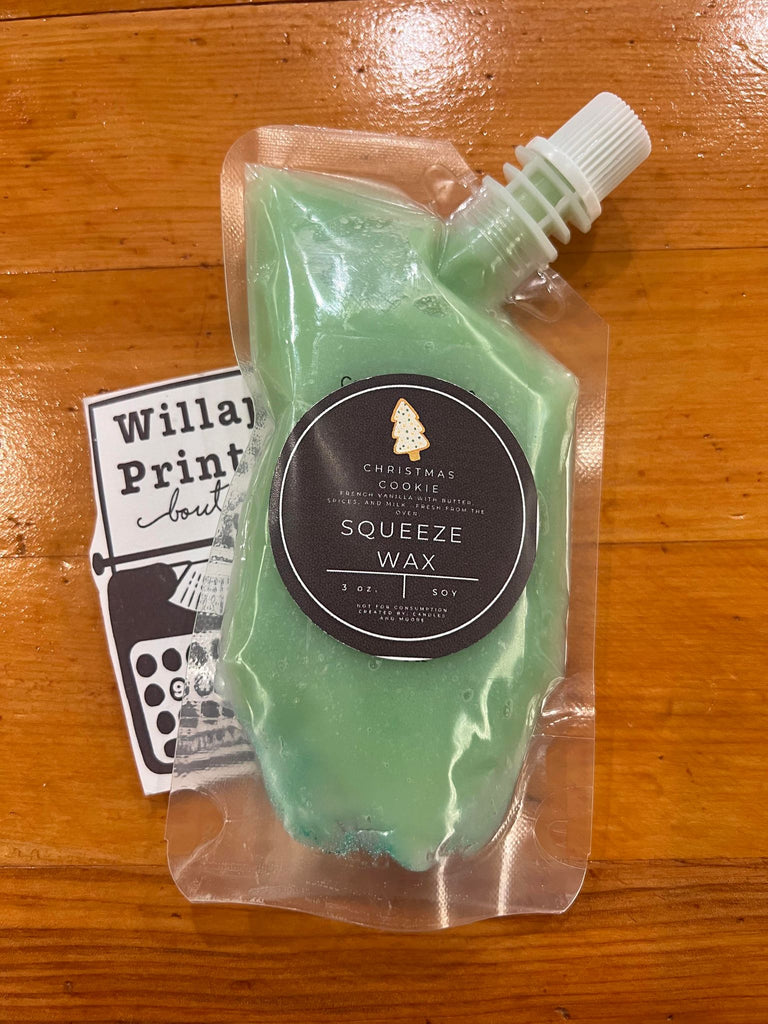 Willap
Print
bout
CHRISTMAS
COOKIE
FRENCH VANILLA WITH BUTTER,
SPICES, AND MILK...FRESH FROM THE
OVEN.
SQUEEZE
WAX
3 OZ. SOY
NOT FOR CONSUMPTION
CREATED BY: CANDLES
AND MOORE